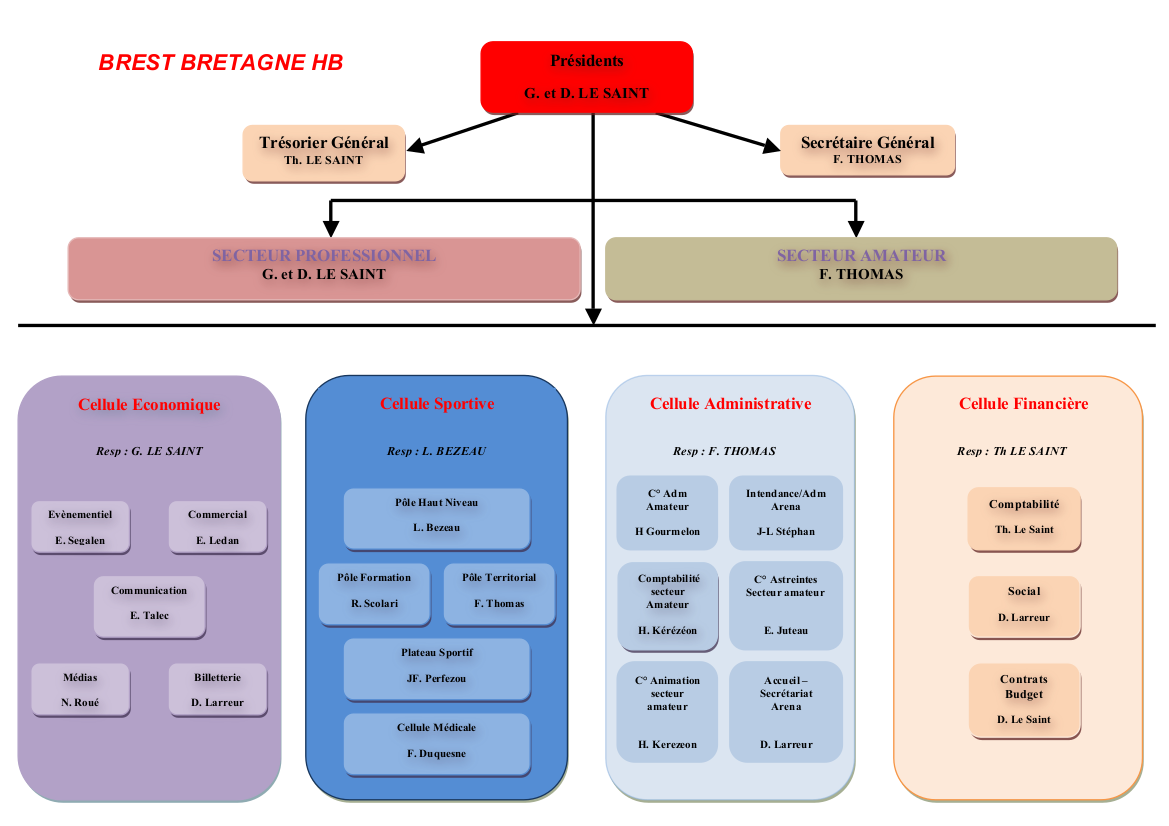 BREST BRETAGNE HB
Présidents
G. et D. LE SAINT
Trésorier Général
Th. LE SAINT
Secrétaire Général
F. THOMAS
SECTEUR PROFESSIONNEL
G. et D. LE SAINT
SECTEUR AMATEUR
F. THOMAS
Cellule Economique
Resp : G. LE SAINT
Evènementiel
E. Segalen
Commercial
E. Ledan
Communication
E. Talec
Médias
N. Roué
Billetterie
D. Larreur
Cellule Sportive
Resp : L. BEZEAU
Pôle Haut Niveau
L. Bezeau
Pôle Formation
R. Scolari
Pôle Territorial
F. Thomas
Plateau Sportif
JF. Perfezou
Cellule Médicale
F. Duquesne
Cellule Administrative
Resp : F. THOMAS
C° Adm
Amateur
H Gourmelon
Intendance/Adm
Arena
J-L Stéphan
Comptabilité
secteur
Amateur
H. Kérézéon
C° Astreintes
Secteur amateur
E. Juteau
C° Animation
secteur
amateur
H. Kerezeon
Accueil –
Secrétariat
Arena
D. Larreur
Cellule Financière
Resp : Th LE SAINT
Comptabilité
Th. Le Saint
Social
D. Larreur
Contrats
Budget
D. Le Saint